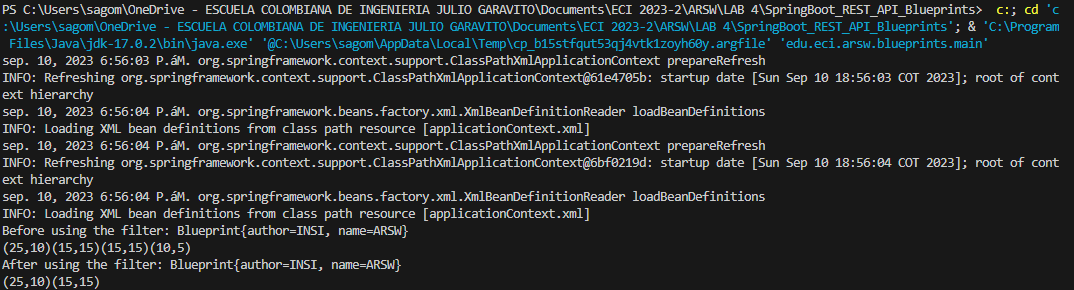 PS C:\Users\sagom\OneDrive - ESCUELA COLOMBIANA DE INGENIERIA JULIO GARAVITO\Documents\ECI 2023-2\ARSW\LAB 4\SpringBoot_REST_API_Blueprints>  c:; cd 'c
:\Users\sagom\OneDrive - ESCUELA COLOMBIANA DE INGENIERIA JULIO GARAVITO\Documents\ECI 2023-2\ARSW\LAB 4\SpringBoot_REST_API_Blueprints'; & 'C:\Program
 Files\Java\jdk-17.0.2\bin\java.exe' '@C:\Users\sagom\AppData\Local\Temp\cp_b15stfqut53qj4vtk1zoyh60y.argfile' 'edu.eci.arsw.blueprints.main'
sep. 10, 2023 6:56:03 P.áM. org.springframework.context.support.ClassPathXmlApplicationContext prepareRefresh
INFO: Refreshing org.springframework.context.support.ClassPathXmlApplicationContext@61e4705b: startup date [Sun Sep 10 18:56:03 COT 2023]; root of cont
ext hierarchy
sep. 10, 2023 6:56:04 P.áM. org.springframework.beans.factory.xml.XmlBeanDefinitionReader loadBeanDefinitions
INFO: Loading XML bean definitions from class path resource [applicationContext.xml]
sep. 10, 2023 6:56:04 P.áM. org.springframework.context.support.ClassPathXmlApplicationContext prepareRefresh
INFO: Refreshing org.springframework.context.support.ClassPathXmlApplicationContext@6bf0219d: startup date [Sun Sep 10 18:56:04 COT 2023]; root of cont
ext hierarchy
sep. 10, 2023 6:56:04 P.áM. org.springframework.beans.factory.xml.XmlBeanDefinitionReader loadBeanDefinitions
INFO: Loading XML bean definitions from class path resource [applicationContext.xml]
Before using the filter: Blueprint{author=INSI, name=ARSW}
(25,10)(15,15)(15,15)(10,5)
After using the filter: Blueprint{author=INSI, name=ARSW}
(25,10)(15,15)